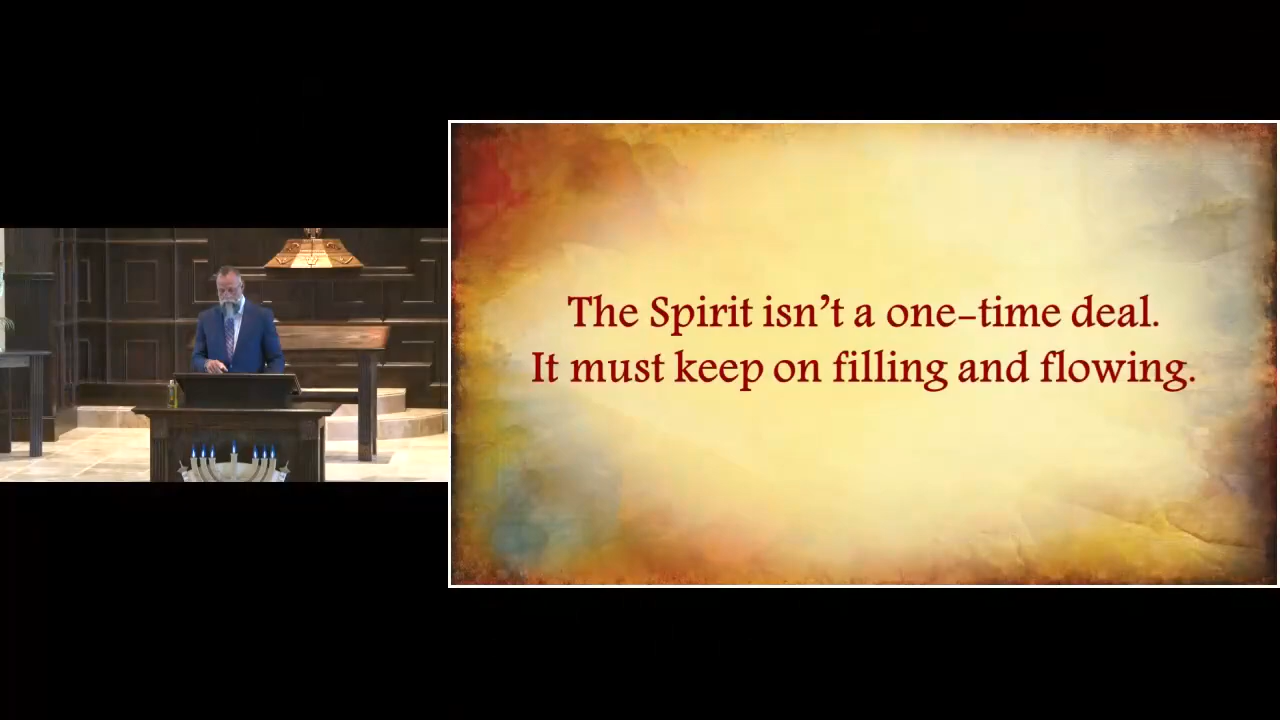 The Spirit isn’t a one-time deal.
It must keep on filling and flowing.